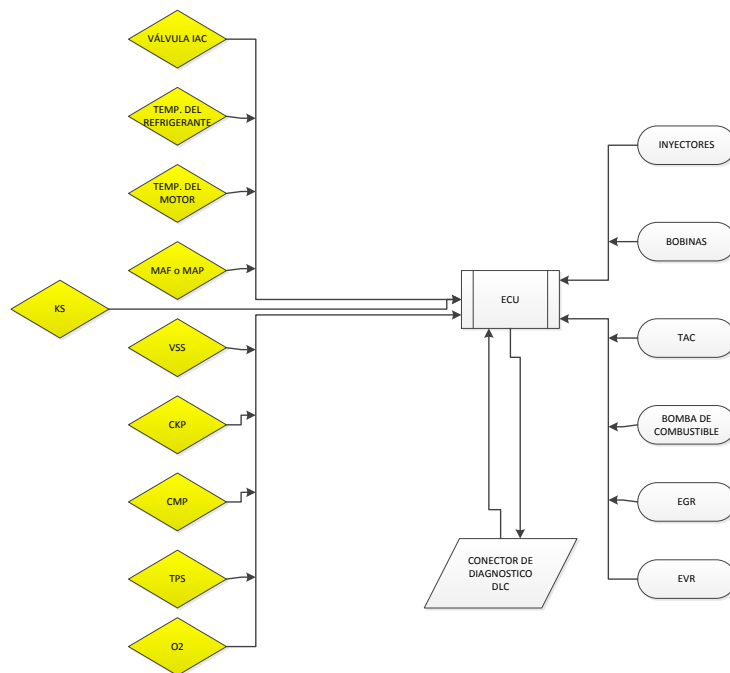 VÁLVULA IAC
TEMP. DEL
REFRIGERANTE
TEMP. DEL
MOTOR
MAF o MAP
KS
VSS
CKP
CMP
TPS
O2
ECU
CONECTOR DE
DIAGNOSTICO
DLC
INYECTORES
BOBINAS
TAC
BOMBA DE
COMBUSTIBLE
EGR
EVR